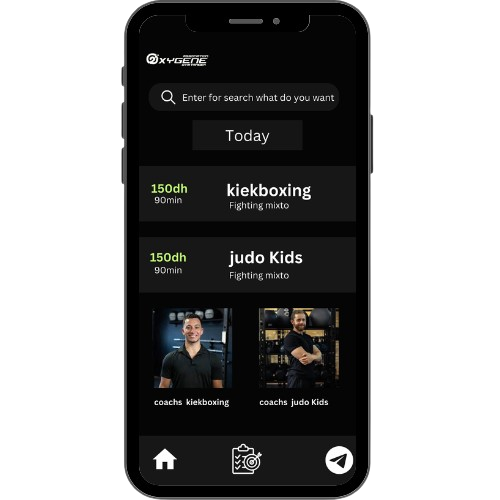 OXYGENE
Enter for search what do you want
Today
150dh
90min
kiekboxing
Fighting mixto
150dh
90min
judo Kids
Fighting mixto
coachs kiekboxing
coachs judo Kids